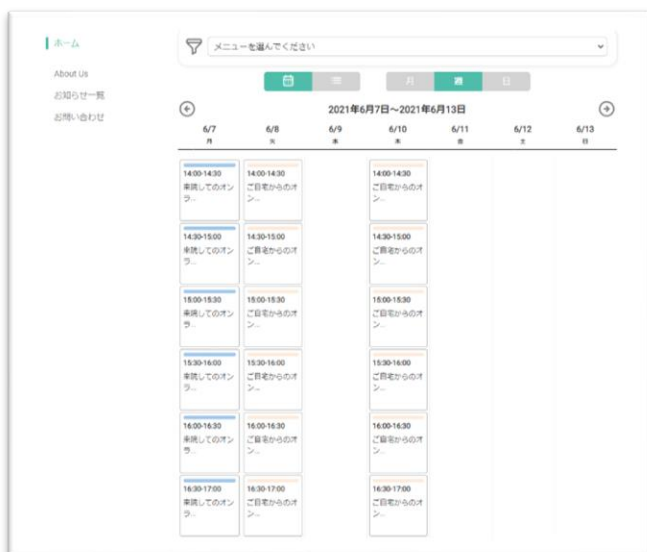 ホーム
メニューを選んでください
About Us
お知らせ一覧
お問い合わせ
月 週 日
2021年6月7日~2021年6月13日
6/7 6/8 6/9 6/10 6/11 6/12 6/13
月 火 水 木 金 土 日
14:00-14:30 14:00-14:30 14:00-14:30
来院してのオン ご自宅からのオ ご自宅からのオ
ラ... ン... ン...
14:30-15:00 14:30-15:00 14:30-15:00
来院してのオン ご自宅からのオ ご自宅からのオ
ラ... ン... ン...
15:00-15:30 15:00-15:30 15:00-15:30
来院してのオン ご自宅からのオ ご自宅からのオ
ラ... ン... ン...
15:30-16:00 15:30-16:00 15:30-16:00
来院してのオン ご自宅からのオ ご自宅からのオ
ラ... ン... ン...
16:00-16:30 16:00-16:30 16:00-16:30
来院してのオン ご自宅からのオ ご自宅からのオ
ラ... ン... ン...
16:30-17:00 16:30-17:00 16:30-17:00
来院してのオン ご自宅からのオ ご自宅からのオ
ラ... ン... ン...